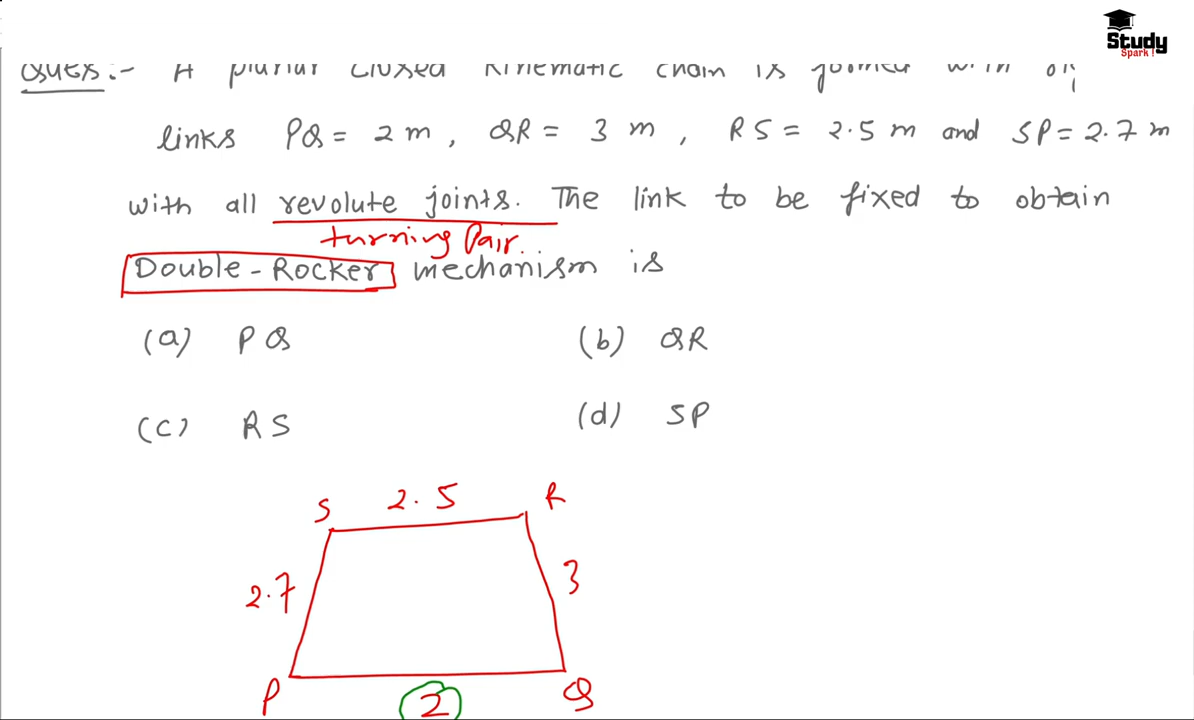 Study
Spark!
Ques :- A planar closed kinematic chain is formed with
links PQ = 2 m, QR = 3 m, RS = 2.5 m and SP = 2.7 m
with all revolute joints. The link to be fixed to obtain
turning Pair.
Double-Rocker mechanism is
(a) PQ (b) QR
(c) RS (d) SP
S 2.5 R
2.7 3
P 2 Q